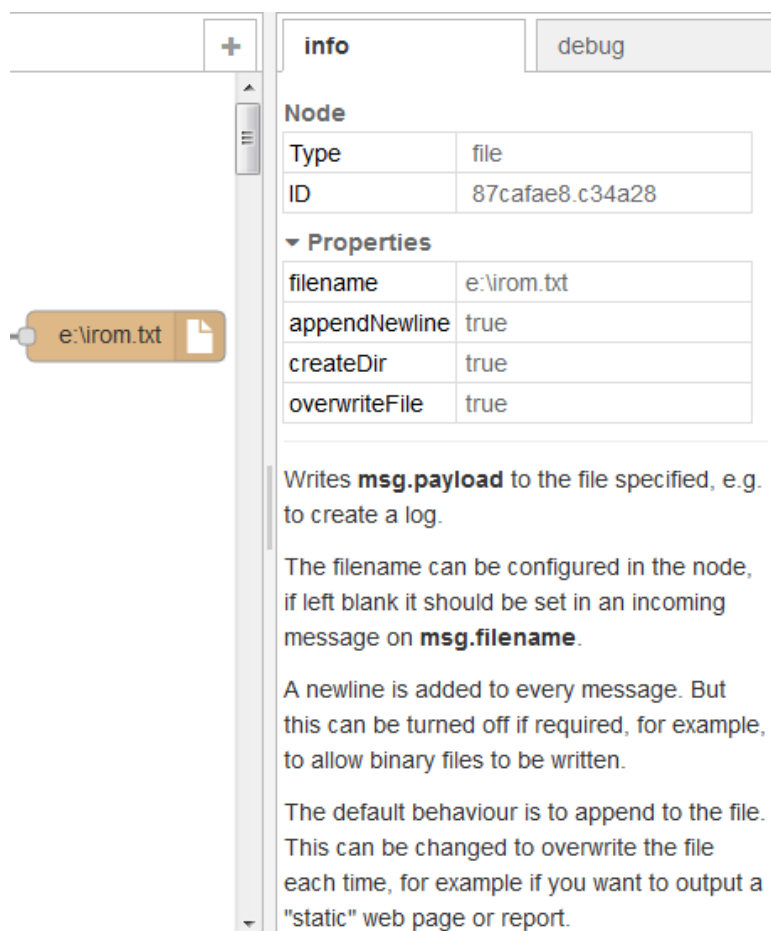 +
info
debug
Node
Type file
ID 87cafae8.c34a28
Properties
filename e:\irom.txt
appendNewline true
createDir true
overwriteFile true
e:\irom.txt
Writes msg.payload to the file specified, e.g.
to create a log.
The filename can be configured in the node,
if left blank it should be set in an incoming
message on msg.filename.
A newline is added to every message. But
this can be turned off if required, for example,
to allow binary files to be written.
The default behaviour is to append to the file.
This can be changed to overwrite the file
each time, for example if you want to output a
"static" web page or report.